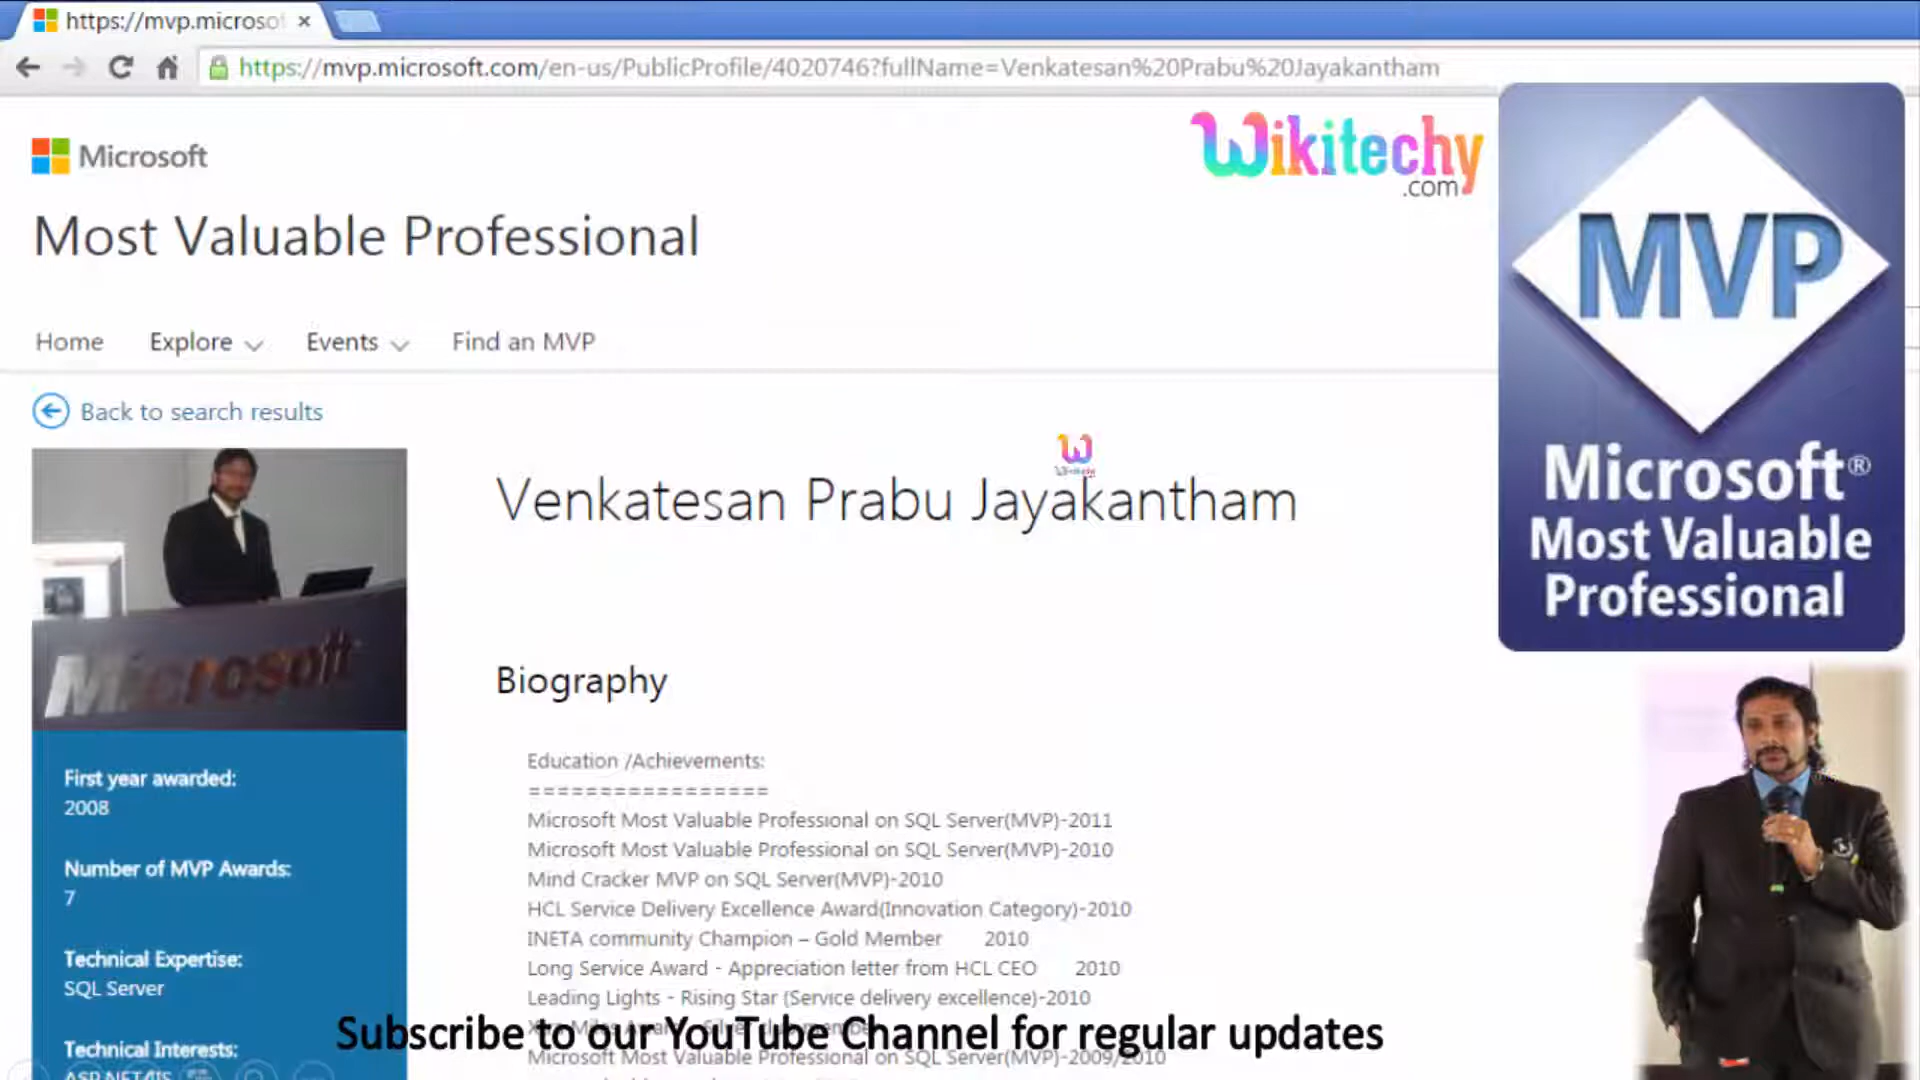 https://mvp.microsof
https://mvp.microsoft.com/en-us/PublicProfile/4020746?fullName=Venkatesan%20Prabu%20Jayakantham
Microsoft
Wikitechy
.com
Most Valuable Professional
MVP
Microsoft®
Most Valuable
Professional
Home Explore Events Find an MVP
Back to search results
Microsoft
Venkatesan Prabu Jayakantham
Biography
First year awarded:
2008
Number of MVP Awards:
7
Technical Expertise:
SQL Server
Technical Interests:
ASP.NET/IIS
Education /Achievements:
=================
Microsoft Most Valuable Professional on SQL Server(MVP)-2011
Microsoft Most Valuable Professional on SQL Server(MVP)-2010
Mind Cracker MVP on SQL Server(MVP)-2010
HCL Service Delivery Excellence Award(Innovation Category)-2010
INETA community Champion – Gold Member 2010
Long Service Award - Appreciation letter from HCL CEO 2010
Leading Lights - Rising Star (Service delivery excellence)-2010
Subscribe to our YouTube Channel for regular updates
Microsoft Most Valuable Professional on SQL Server(MVP)-2009/2010